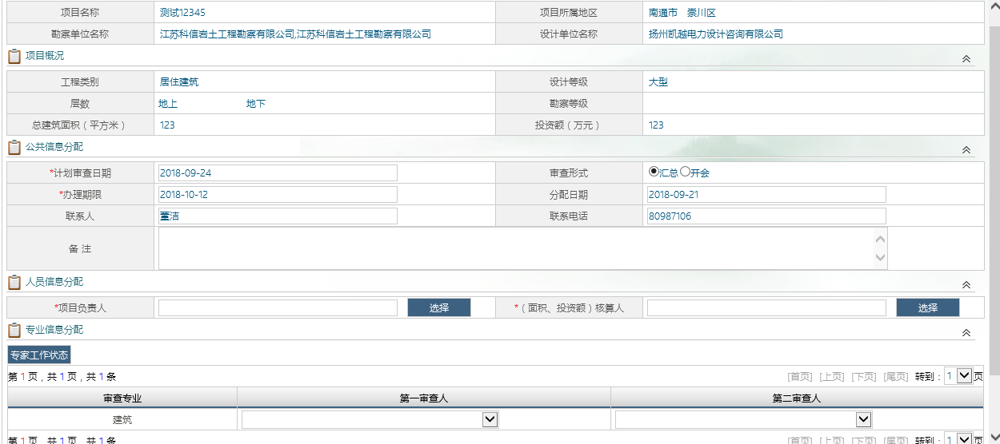 项目名称 测试12345 项目所属地区 南通市 崇川区
勘察单位名称 江苏科信岩土工程勘察有限公司,江苏科信岩土工程勘察有限公司 设计单位名称 扬州凯越电力设计咨询有限公司
项目概况
工程类别 居住建筑 设计等级 大型
层数 地上 地下 勘察等级
总建筑面积（平方米） 123 投资额（万元） 123
公共信息分配
*计划审查日期 2018-09-24 审查形式 汇总 开会
*办理期限 2018-10-12 分配日期 2018-09-21
联系人 董洁 联系电话 80987106
备 注
人员信息分配
*项目负责人 选择 *（面积、投资额）核算人 选择
专业信息分配
专家工作状态
第 1 页，共 1 页，共 1 条 [首页] [上页] [下页] [尾页] 转到：1 页
审查专业 第一审查人 第二审查人
建筑
第 1 页，共 1 页，共 1 条 [首页] [上页] [下页] [尾页] 转到：1 页